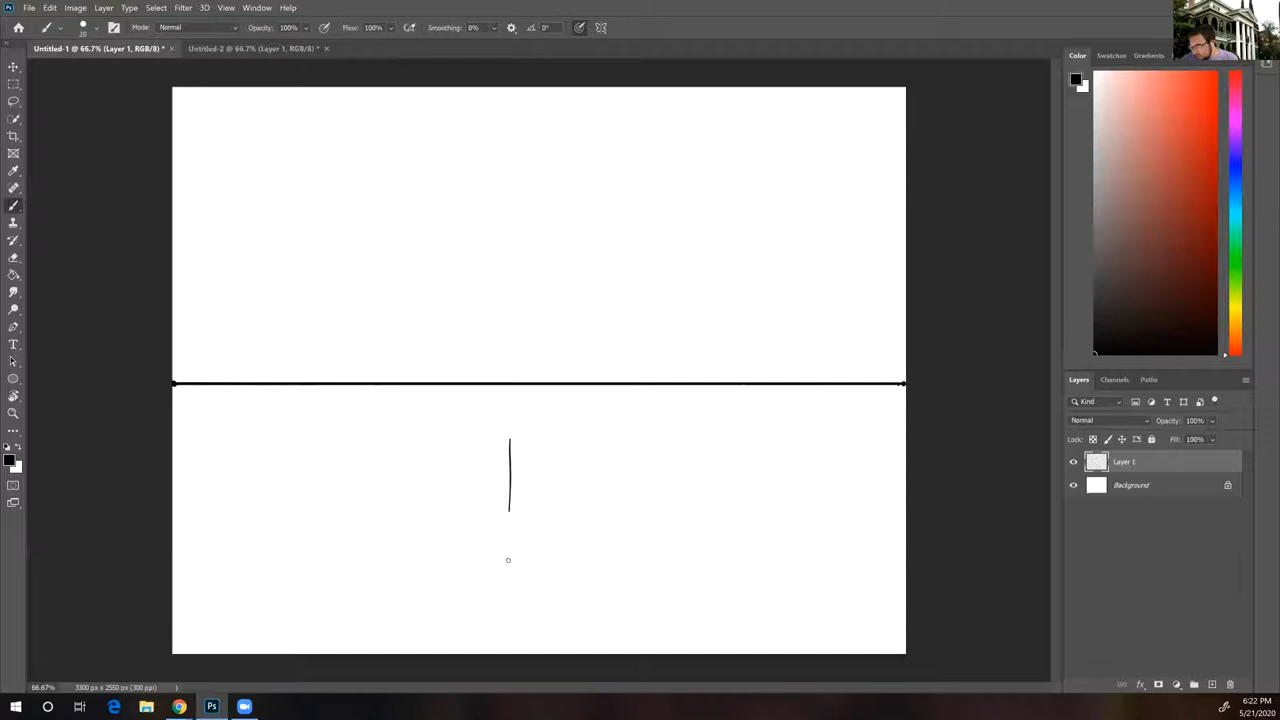 File Edit Image Layer Type Select Filter 3D View Window Help
20 Mode: Normal Opacity: 100% Flow: 100% Smoothing: 0% 0°
Untitled-1 @ 66.7% (Layer 1, RGB/8) * × Untitled-2 @ 66.7% (Layer 1, RGB/8) * ×
Color Swatches Gradients
Layers Channels Paths
Kind
Normal Opacity: 100%
Lock: Fill: 100%
Layer 1
Background
66.67% 3300 px x 2550 px (300 ppi)
6:22 PM
5/21/2020